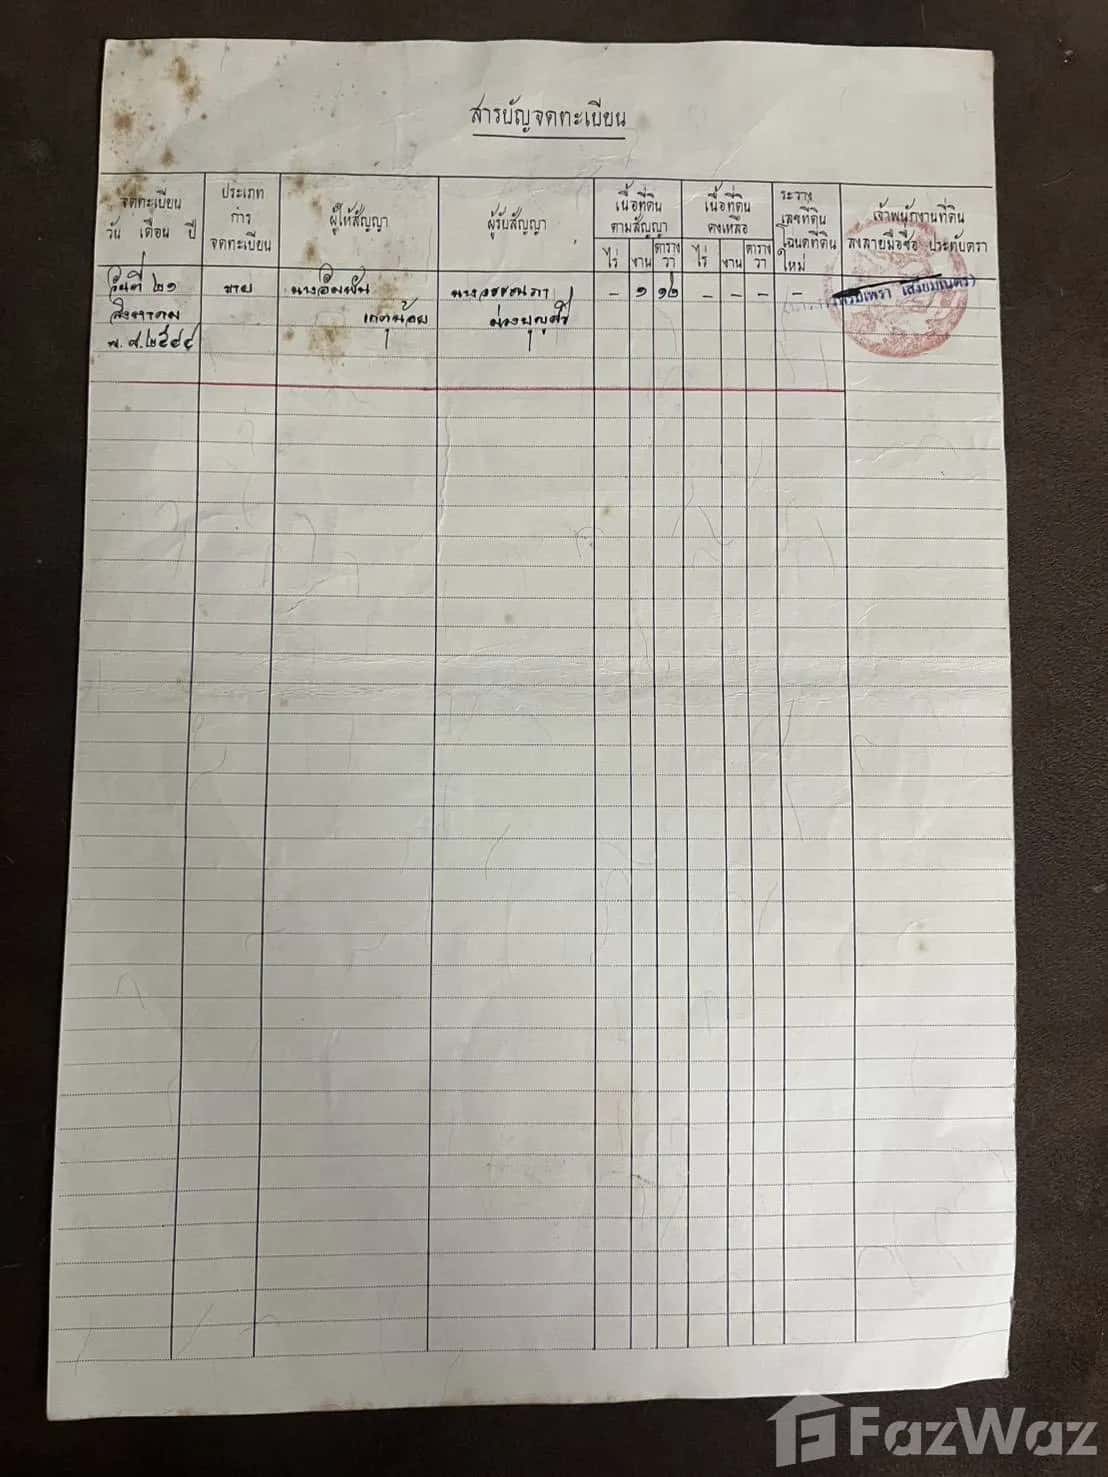 สารบัญจดทะเบียน
จดทะเบียน
วัน เดือน ปี
ประเภท
การ
จดทะเบียน
ผู้ให้สัญญา
ผู้รับสัญญา
เนื้อที่ดิน
ตามสัญญา
ไร่ งาน ตาราง
วา
เนื้อที่ดิน
คงเหลือ
ไร่ งาน ตาราง
วา
ระวาง
เลขที่ดิน
โฉนดที่ดิน
ใหม่
เจ้าพนักงานที่ดิน
ลงลายมือชื่อ ประทับตรา
วันที่ ๒๑ ขาย นางอิมพัน - ๑ ๑๒ - - - -
สิงหาคม
พ.ศ.๒๕๔๔
FazWaz